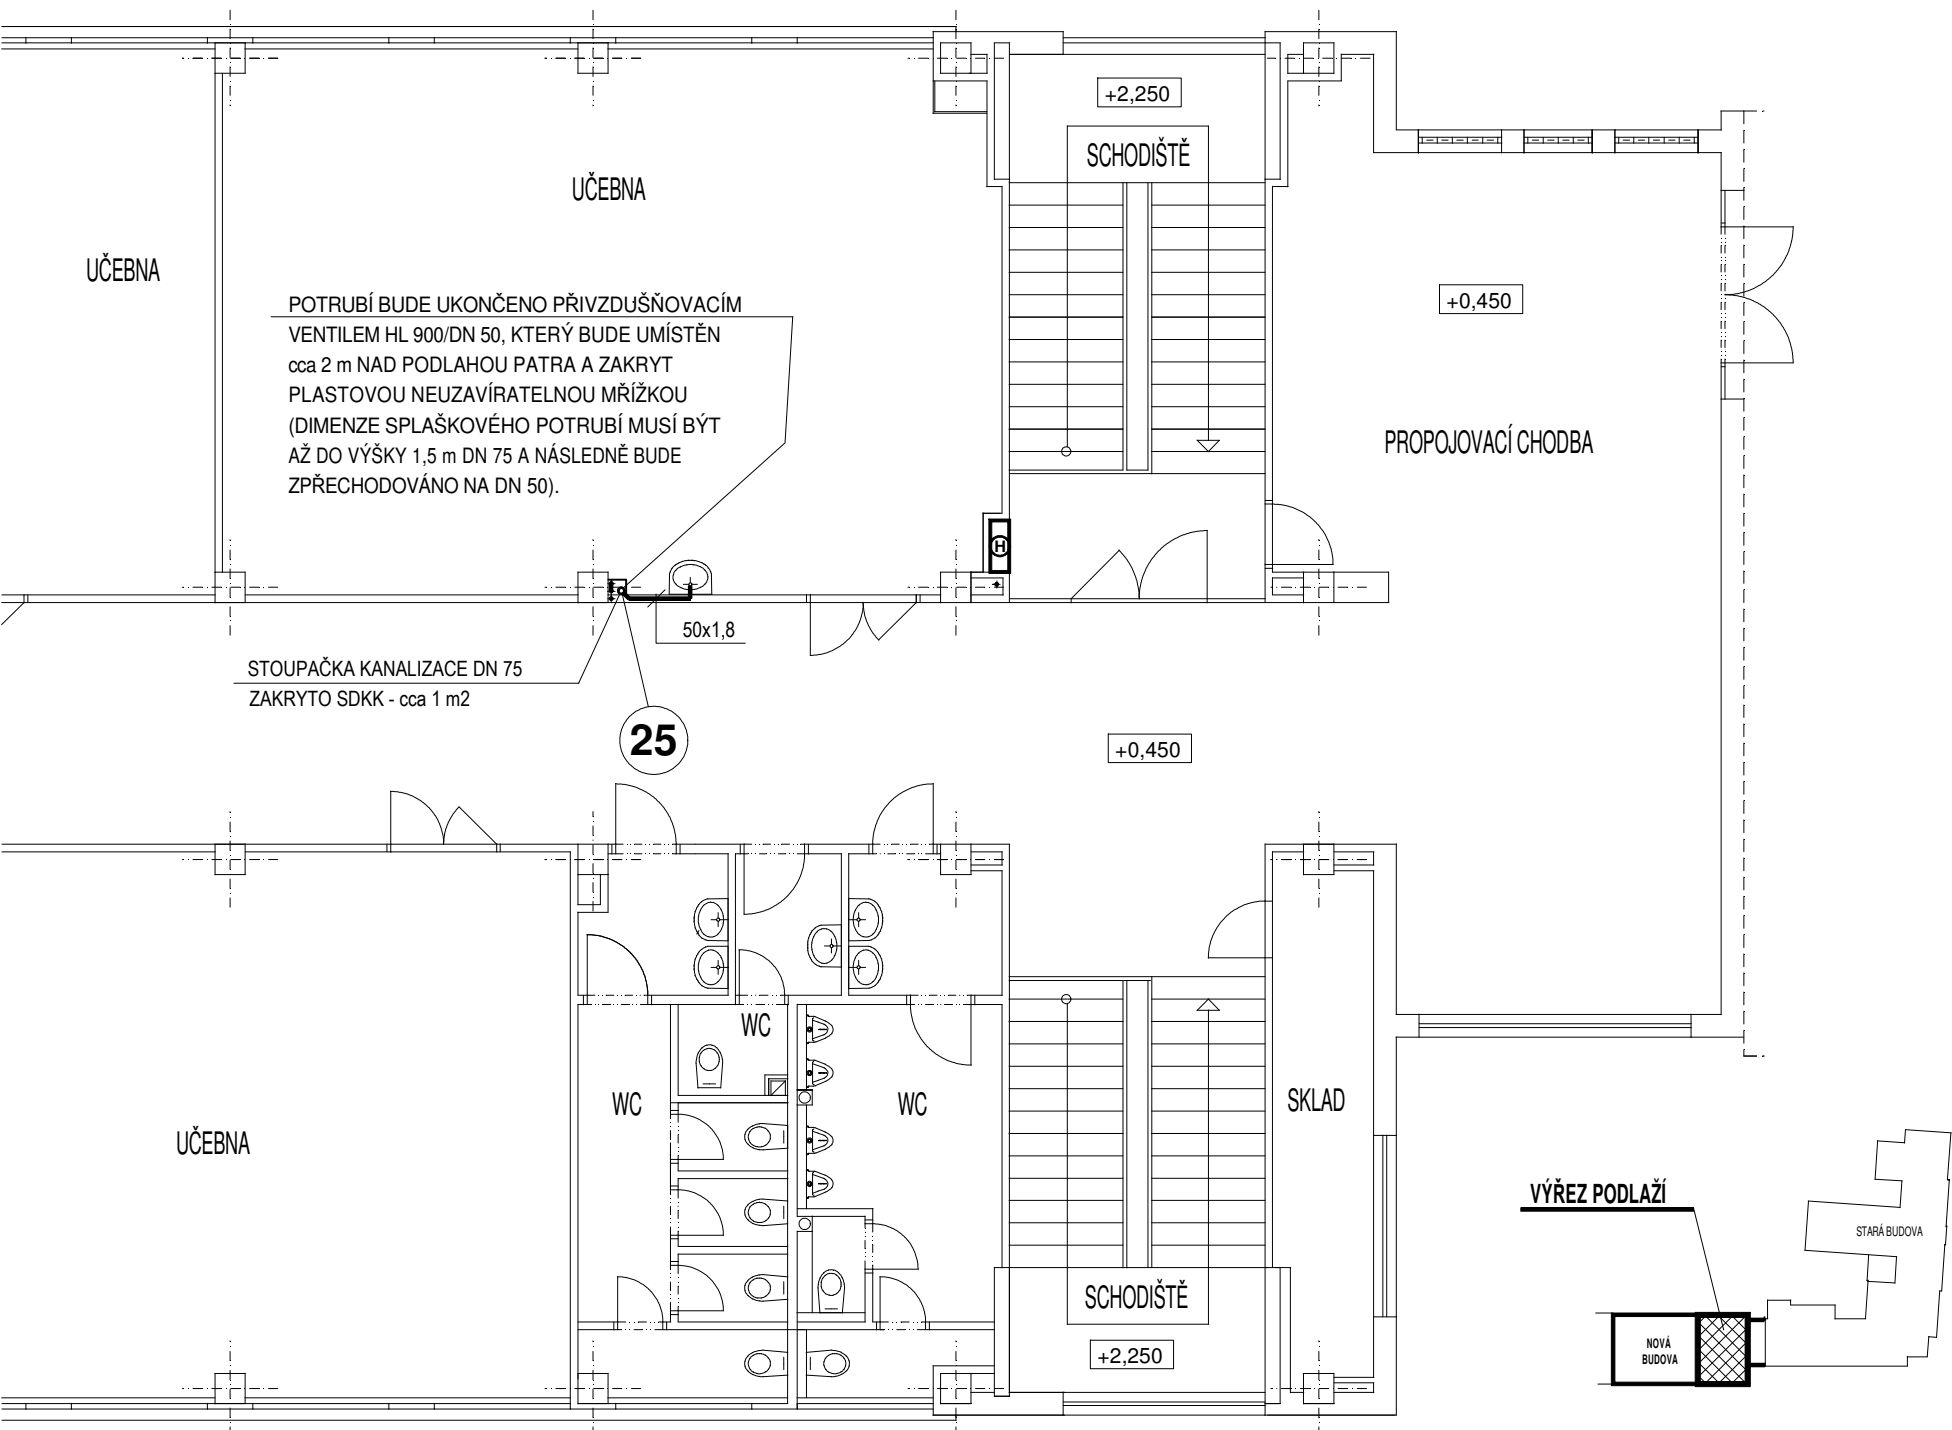 +2,250
SCHODIŠTĚ
UČEBNA
UČEBNA
POTRUBÍ BUDE UKONČENO PŘIVZDUŠŇOVACÍM
VENTILEM HL 900/DN 50, KTERÝ BUDE UMÍSTĚN
cca 2 m NAD PODLAHOU PATRA A ZAKRYT
PLASTOVOU NEUZAVÍRATELNOU MŘÍŽKOU
(DIMENZE SPLAŠKOVÉHO POTRUBÍ MUSÍ BÝT
AŽ DO VÝŠKY 1,5 m DN 75 A NÁSLEDNĚ BUDE
ZPŘECHODOVÁNO NA DN 50).
+0,450
PROPOJOVACÍ CHODBA
H
50x1,8
STOUPAČKA KANALIZACE DN 75
ZAKRYTO SDKK - cca 1 m2
25
+0,450
WC
WC
WC
SKLAD
UČEBNA
SCHODIŠTĚ
+2,250
VÝŘEZ PODLAŽÍ
STARÁ BUDOVA
NOVÁ
BUDOVA